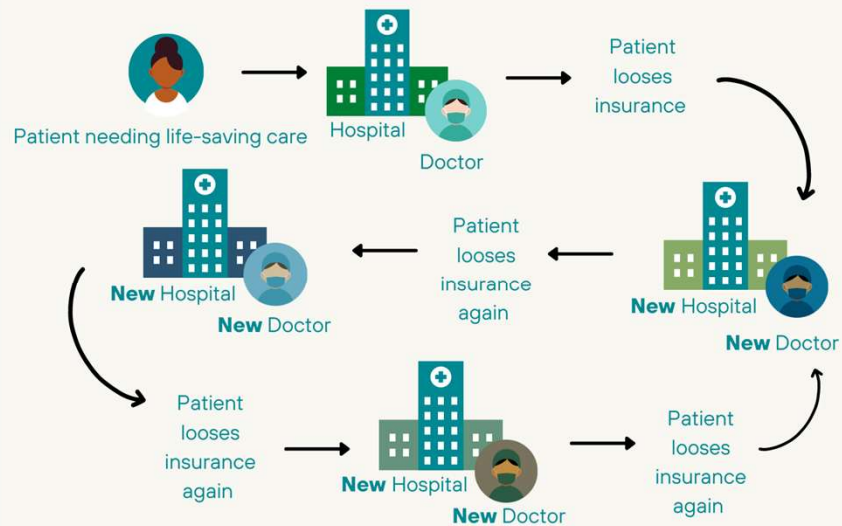 Patient needing life-saving care
Hospital
Doctor
Patient
looses
insurance
New Hospital
New Doctor
Patient
looses
insurance
again
New Hospital
New Doctor
Patient
looses
insurance
again
New Hospital
New Doctor
Patient
looses
insurance
again